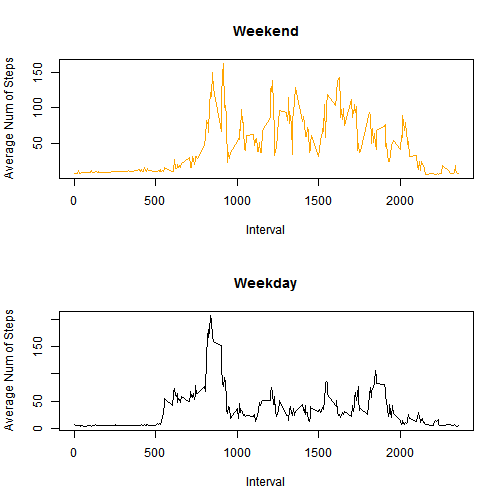 Weekend
Average Num of Steps
150
100
50
0 500 1000 1500 2000
Interval
Weekday
Average Num of Steps
150
50
0
0 500 1000 1500 2000
Interval